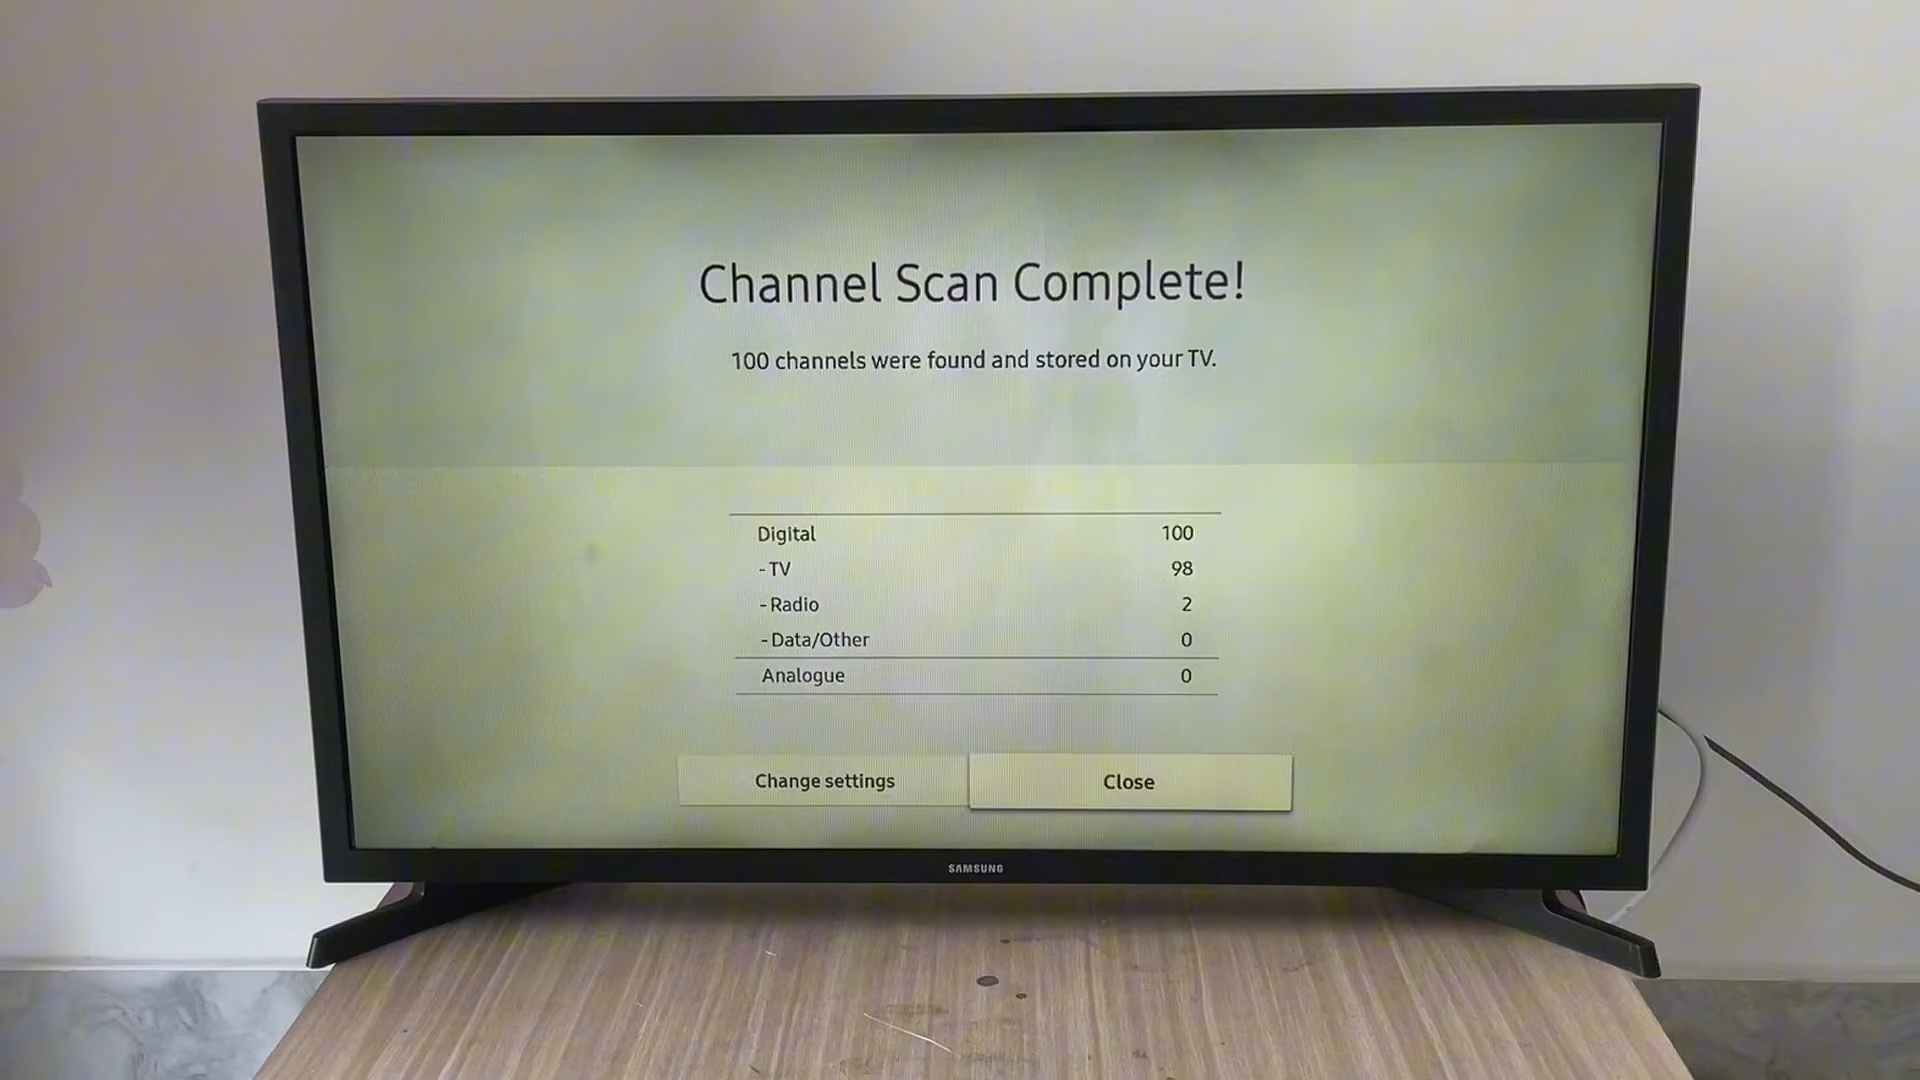 Channel Scan Complete!
100 channels were found and stored on your TV.
Digital 100
- TV 98
- Radio 2
- Data/Other 0
Analogue 0
Change settings Close
SAMSUNG